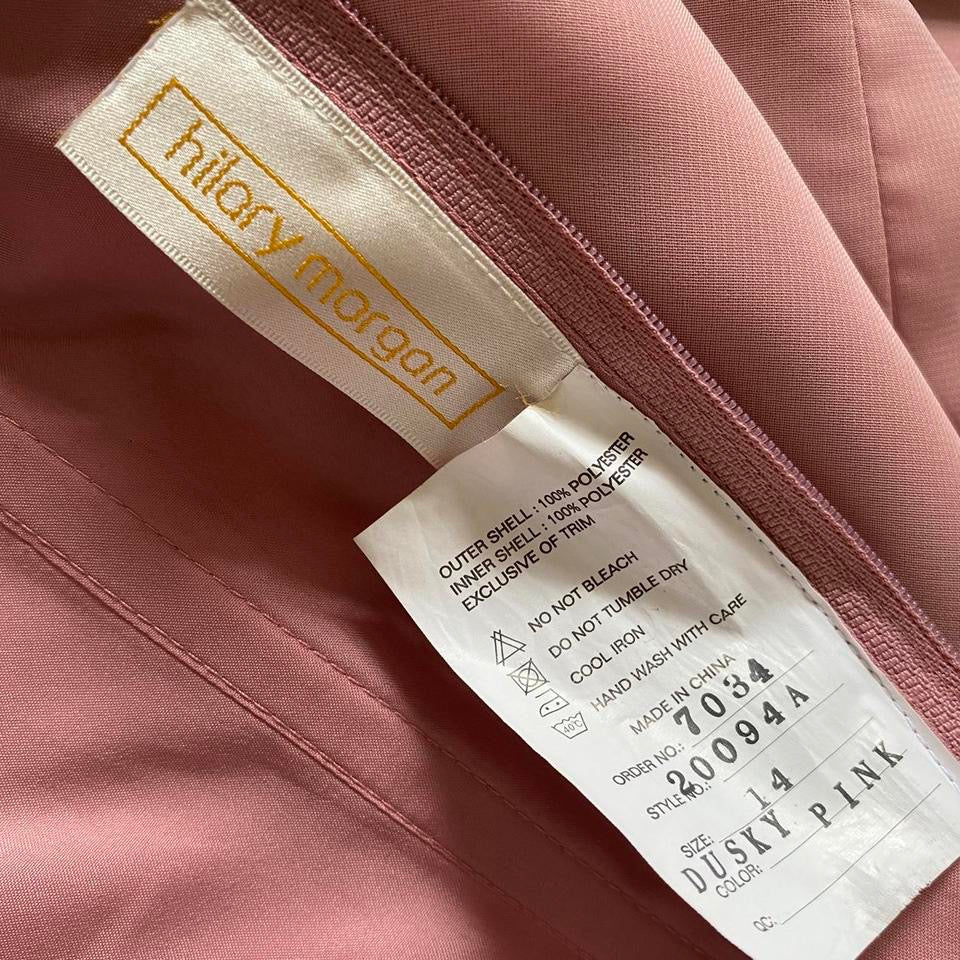 hilary morgan
OUTER SHELL : 100% POLYESTER
INNER SHELL : 100% POLYESTER
EXCLUSIVE OF TRIM
NO NOT BLEACH
DO NOT TUMBLE DRY
COOL IRON
40°C HAND WASH WITH CARE
MADE IN CHINA
ORDER NO.: 7034
STYLE NO.: 20094A
SIZE: 14
COLOR: DUSKY PINK
QC: